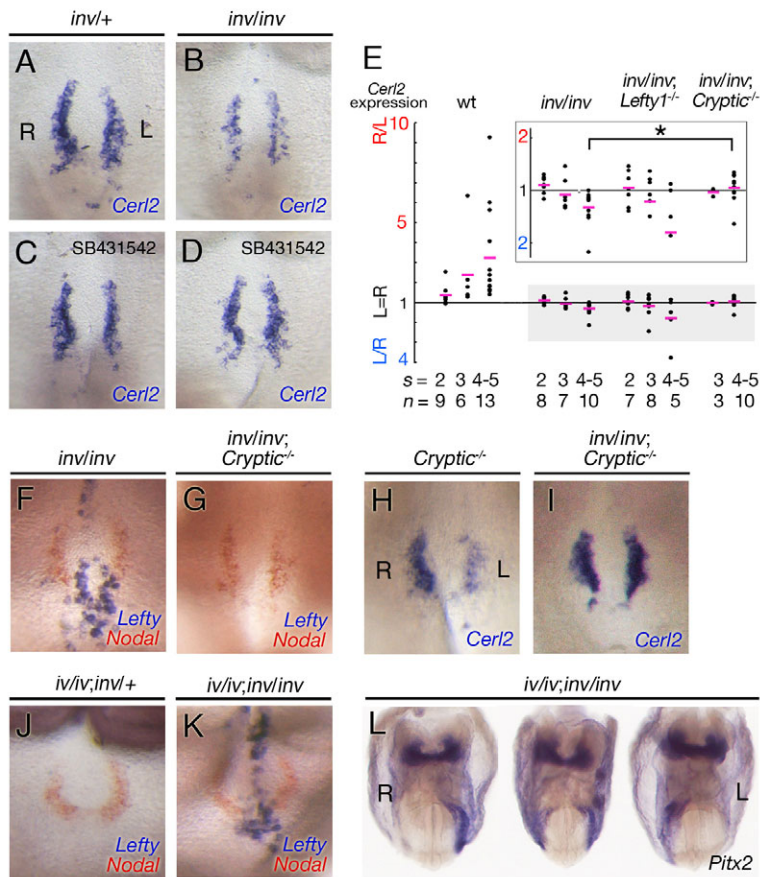 inv/+
inv/inv
A
R
L
Cerl2
B
Cerl2
C
SB431542
Cerl2
D
SB431542
Cerl2
E
Cerl2
expression
wt
inv/inv
inv/inv;
Lefty1-/-
inv/inv;
Cryptic-/-
R/L
L=R
L/R
10
5
1
4
2
1
2
*
s = 2 3 4-5 2 3 4-5 2 3 4-5 3 4-5
n = 9 6 13 8 7 10 7 8 5 3 10
inv/inv
inv/inv;
Cryptic-/-
Cryptic-/-
inv/inv;
Cryptic-/-
F
Lefty
Nodal
G
Lefty
Nodal
H
R
L
Cerl2
I
Cerl2
iv/iv;inv/+
iv/iv;inv/inv
iv/iv;inv/inv
J
Lefty
Nodal
K
Lefty
Nodal
L
R
L
Pitx2